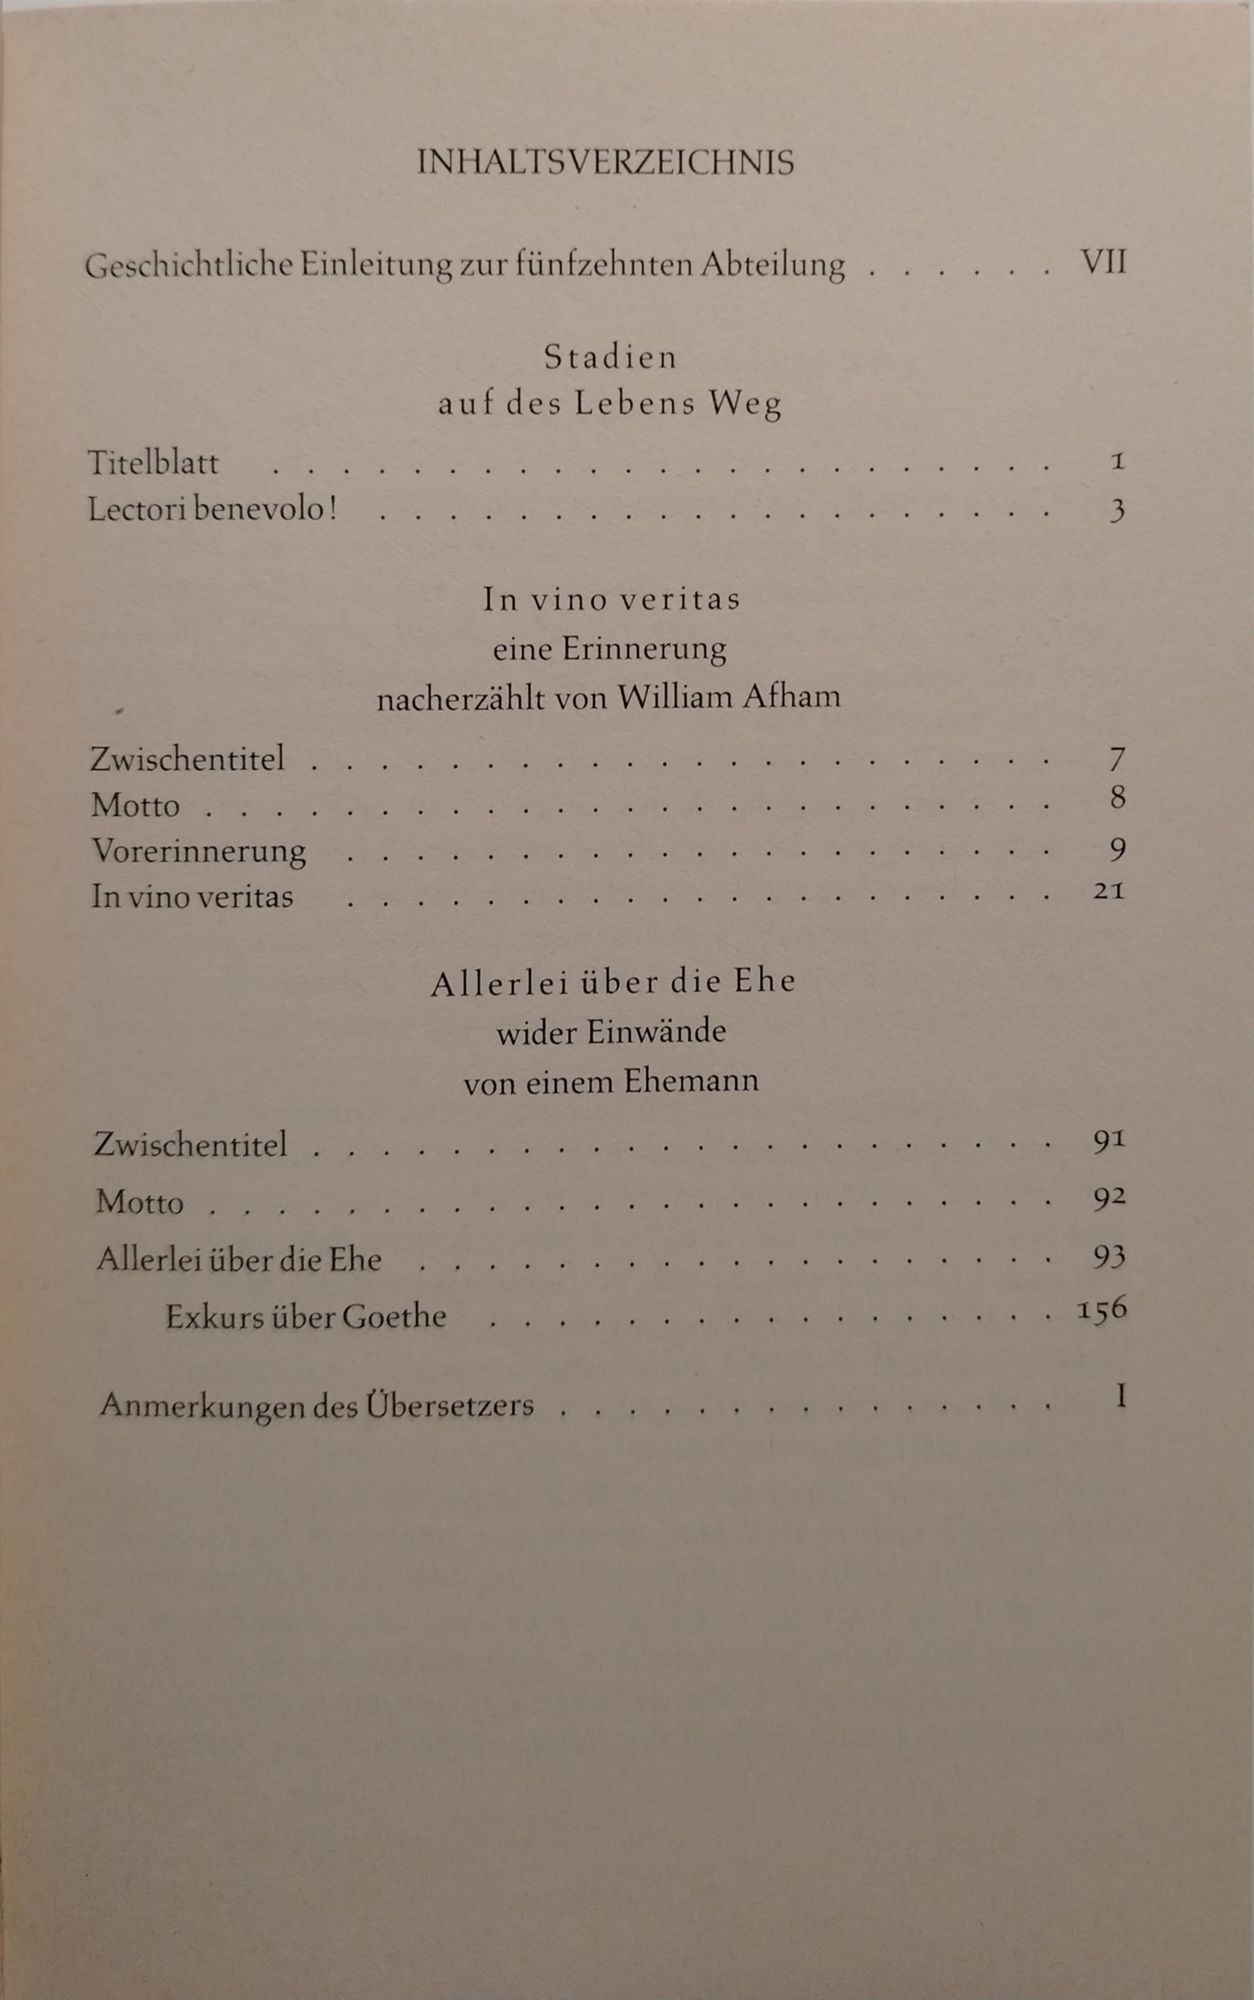 INHALTSVERZEICHNIS
Geschichtliche Einleitung zur fünfzehnten Abteilung . . . . . . VII
Stadien
auf des Lebens Weg
Titelblatt . . . . . . . . . . . . . . . . . . . . . . . 1
Lectori benevolo! . . . . . . . . . . . . . . . . . . . . 3
In vino veritas
eine Erinnerung
nacherzählt von William Afham
Zwischentitel . . . . . . . . . . . . . . . . . . . . . . 7
Motto . . . . . . . . . . . . . . . . . . . . . . . . . 8
Vorerinnerung . . . . . . . . . . . . . . . . . . . . . 9
In vino veritas . . . . . . . . . . . . . . . . . . . . . 21
Allerlei über die Ehe
wider Einwände
von einem Ehemann
Zwischentitel . . . . . . . . . . . . . . . . . . . . . . 91
Motto . . . . . . . . . . . . . . . . . . . . . . . . . 92
Allerlei über die Ehe . . . . . . . . . . . . . . . . . . . 93
Exkurs über Goethe . . . . . . . . . . . . . . . . . 156
Anmerkungen des Übersetzers . . . . . . . . . . . . . . . I